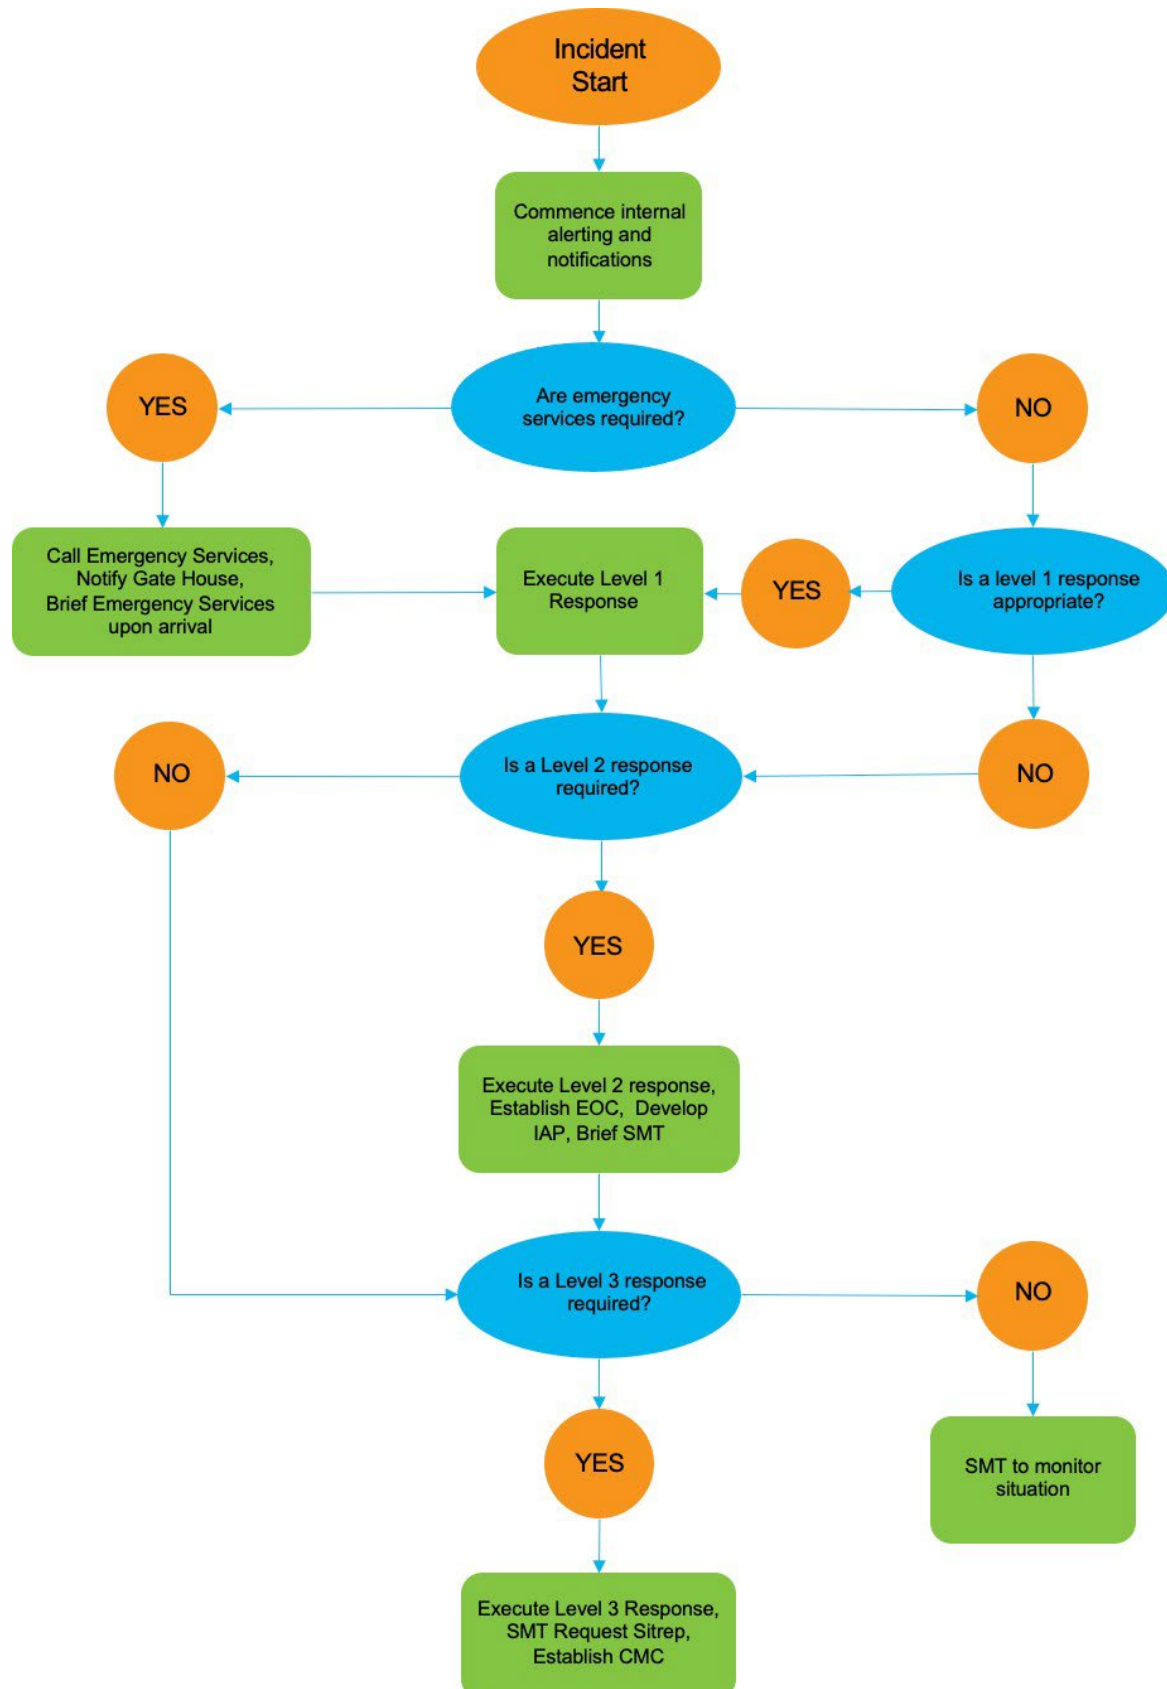 Incident
Start
Commence internal
alerting and
notifications
Are emergency
services required?
YES
NO
Call Emergency Services,
Notify Gate House,
Brief Emergency Services
upon arrival
Execute Level 1
Response
YES
Is a level 1 response
appropriate?
NO
Is a Level 2 response
required?
NO
YES
Execute Level 2 response,
Establish EOC, Develop
IAP, Brief SMT
Is a Level 3 response
required?
NO
YES
SMT to monitor
situation
Execute Level 3 Response,
SMT Request Sitrep,
Establish CMC